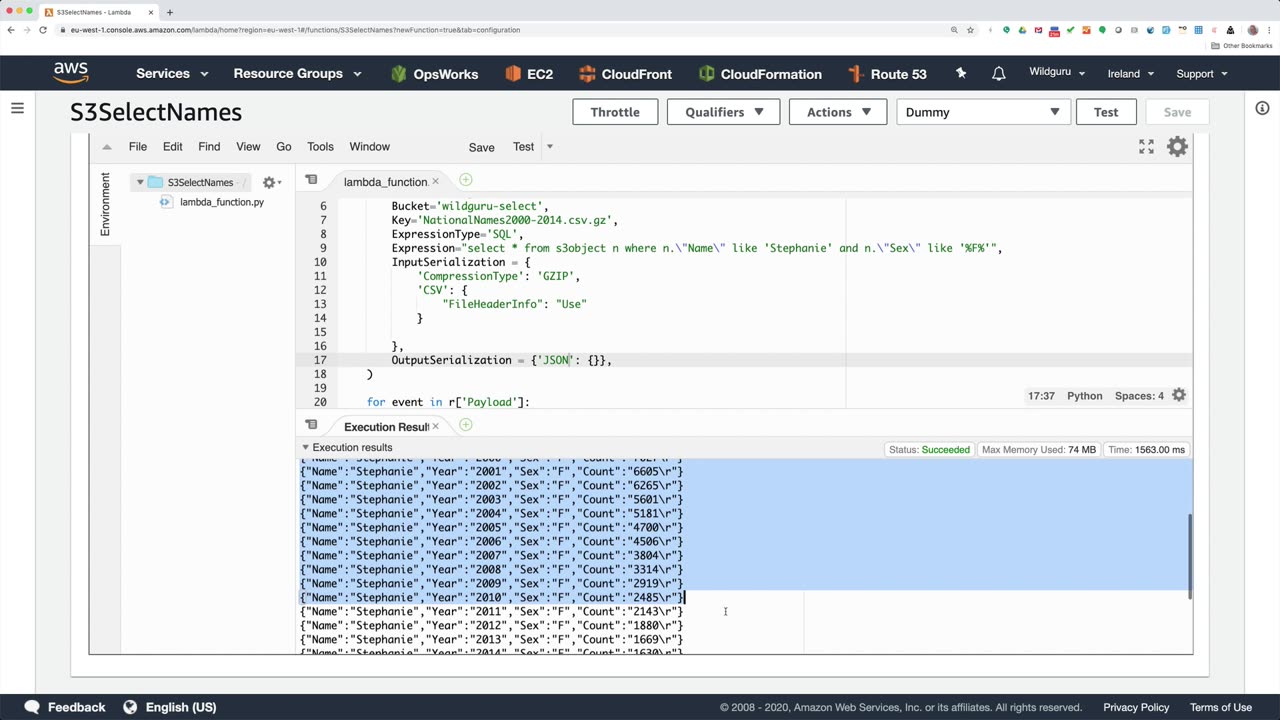 S3SelectNames - Lambda
eu-west-1.console.aws.amazon.com/lambda/home?region=eu-west-1#/functions/S3SelectNames?newFunction=true&tab=configuration
Other Bookmarks
aws Services Resource Groups OpsWorks EC2 CloudFront CloudFormation Route 53 Wildguru Ireland Support
S3SelectNames Throttle Qualifiers Actions Dummy Test Save
File Edit Find View Go Tools Window Save Test
Environment
S3SelectNames /
lambda_function.py
lambda_function.
6 Bucket='wildguru-select',
7 Key='NationalNames2000-2014.csv.gz',
8 ExpressionType='SQL',
9 Expression="select * from s3object n where n.\"Name\" like 'Stephanie' and n.\"Sex\" like '%F%'",
10 InputSerialization = {
11 'CompressionType': 'GZIP',
12 'CSV': {
13 "FileHeaderInfo": "Use"
14 }
15
16 },
17 OutputSerialization = {'JSON': {}},
18 )
19
20 for event in r['Payload']:
17:37 Python Spaces: 4
Execution Result
Execution results
Status: Succeeded Max Memory Used: 74 MB Time: 1563.00 ms
{"Name":"Stephanie","Year":"2001","Sex":"F","Count":"6605\r"}
{"Name":"Stephanie","Year":"2002","Sex":"F","Count":"6265\r"}
{"Name":"Stephanie","Year":"2003","Sex":"F","Count":"5601\r"}
{"Name":"Stephanie","Year":"2004","Sex":"F","Count":"5181\r"}
{"Name":"Stephanie","Year":"2005","Sex":"F","Count":"4700\r"}
{"Name":"Stephanie","Year":"2006","Sex":"F","Count":"4506\r"}
{"Name":"Stephanie","Year":"2007","Sex":"F","Count":"3804\r"}
{"Name":"Stephanie","Year":"2008","Sex":"F","Count":"3314\r"}
{"Name":"Stephanie","Year":"2009","Sex":"F","Count":"2919\r"}
{"Name":"Stephanie","Year":"2010","Sex":"F","Count":"2485\r"}
{"Name":"Stephanie","Year":"2011","Sex":"F","Count":"2143\r"}
{"Name":"Stephanie","Year":"2012","Sex":"F","Count":"1880\r"}
{"Name":"Stephanie","Year":"2013","Sex":"F","Count":"1669\r"}
{"Name":"Stephanie","Year":"2014","Sex":"F","Count":"1630\r"}
Feedback English (US) © 2008 - 2020, Amazon Web Services, Inc. or its affiliates. All rights reserved. Privacy Policy Terms of Use